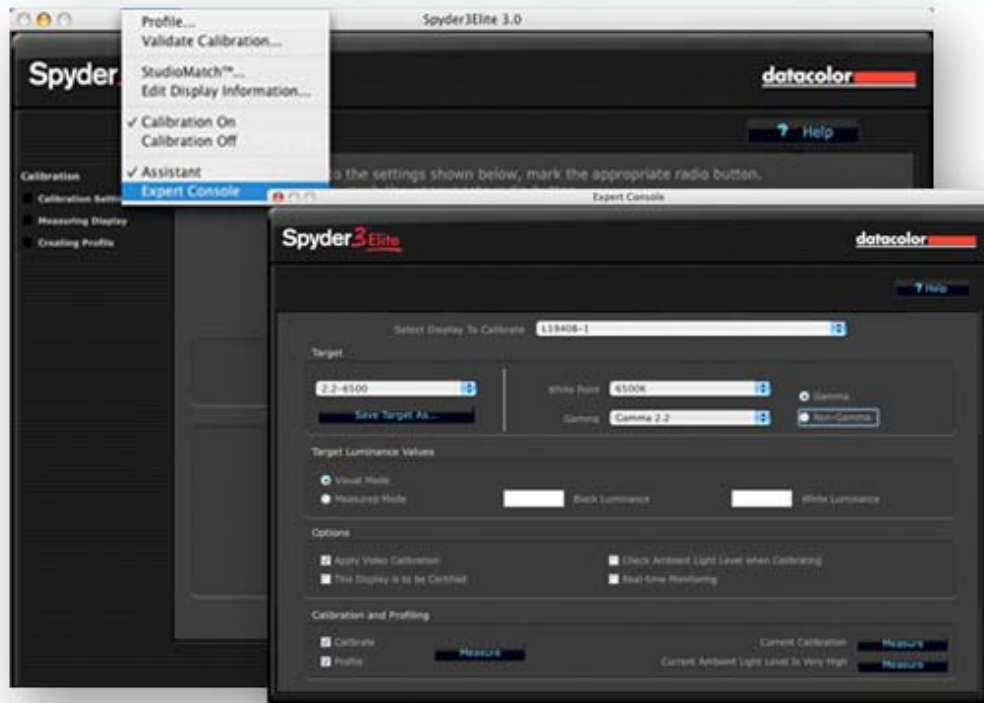 Spyder3Elite 3.0
Profile...
Validate Calibration...
StudioMatch™...
Edit Display Information...
✓ Calibration On
Calibration Off
✓ Assistant
Expert Console
Spyder
datacolor
? Help
Calibration
Measuring Display
Creating Profile
to the settings shown below, mark the appropriate radio button.
Expert Console
Spyder3Elite
datacolor
? Help
Select Display To Calibrate L1940B-1
Target
2.2-6500
White Point 6500K
Gamma
Save Target As...
Gamma Gamma 2.2
Non-Gamma
Target Luminance Values
Visual Mode
Measured Mode Black Luminance White Luminance
Options
Apply Video Calibration Check Ambient Light Level when Calibrating
This Display is to be Certified Real-time Monitoring
Calibration and Profiling
Calibrate Current Calibration Measure
Measure
Profile Current Ambient Light Level Is Very High Measure